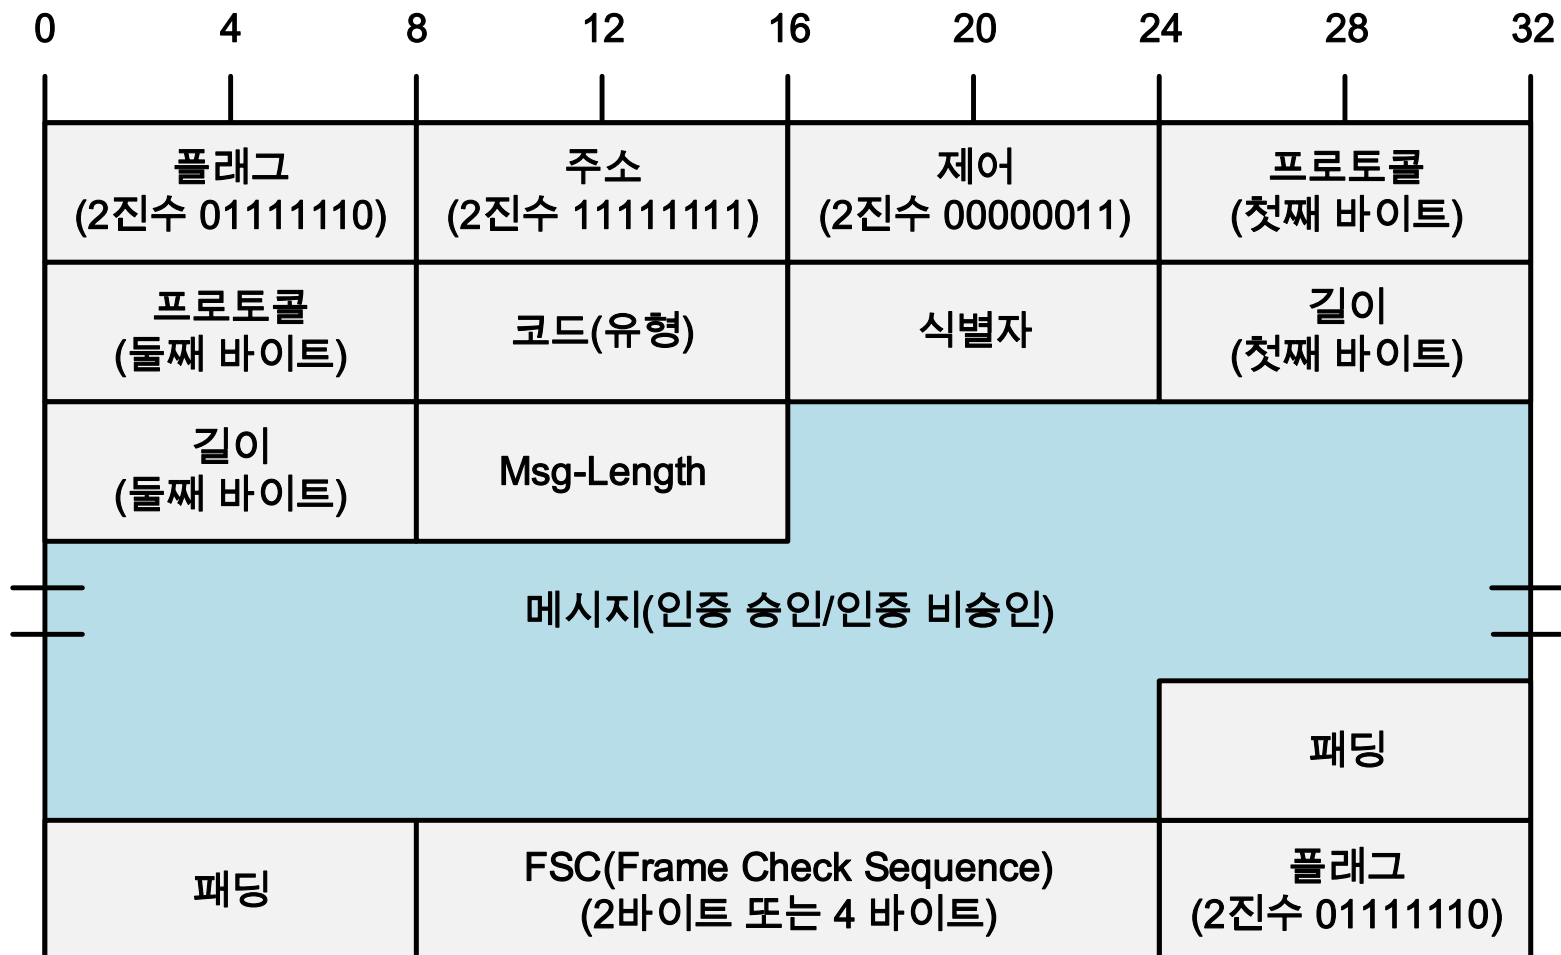 0 4 8 12 16 20 24 28 32
플래그
(2진수 01111110)
주소
(2진수 11111111)
제어
(2진수 00000011)
프로토콜
(첫째 바이트)
프로토콜
(둘째 바이트)
코드(유형)
식별자
길이
(첫째 바이트)
길이
(둘째 바이트)
Msg-Length
메시지(인증 승인/인증 비승인)
패딩
패딩
FSC(Frame Check Sequence)
(2바이트 또는 4 바이트)
플래그
(2진수 01111110)